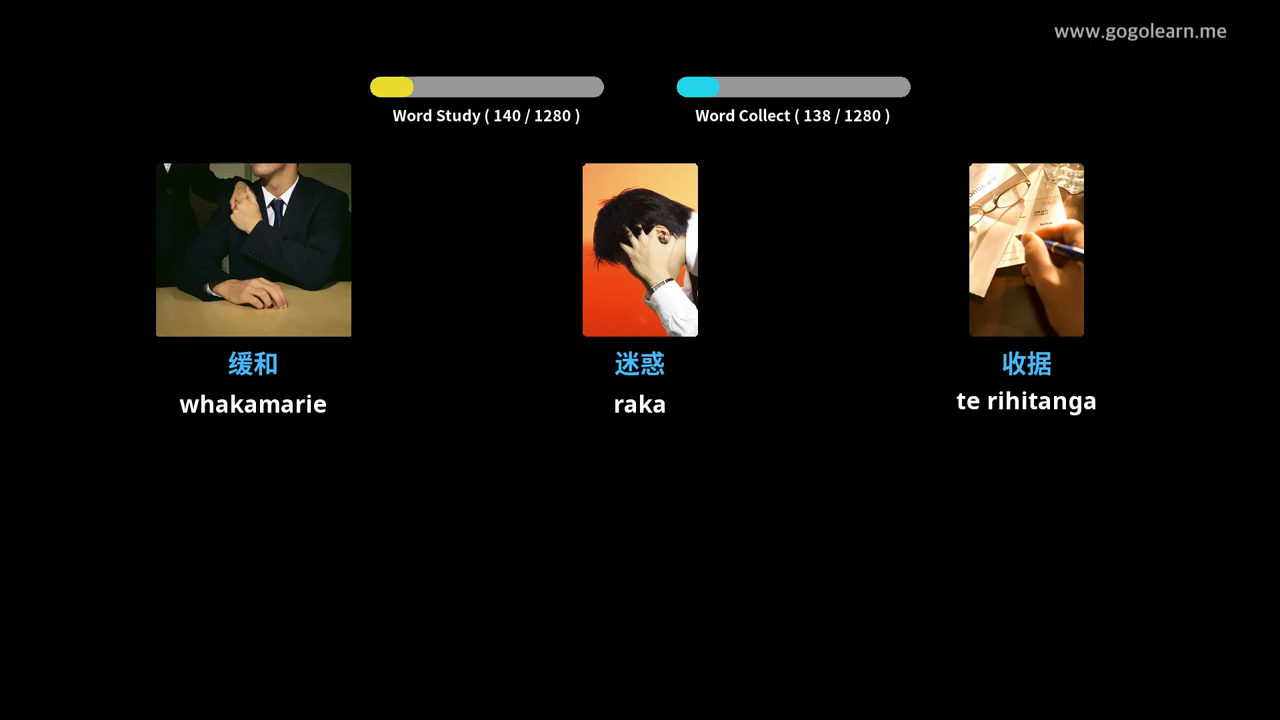 www.gogolearn.me
Word Study ( 140 / 1280 )
Word Collect ( 138 / 1280 )
缓和
whakamarie
迷惑
raka
收据
te rihitanga